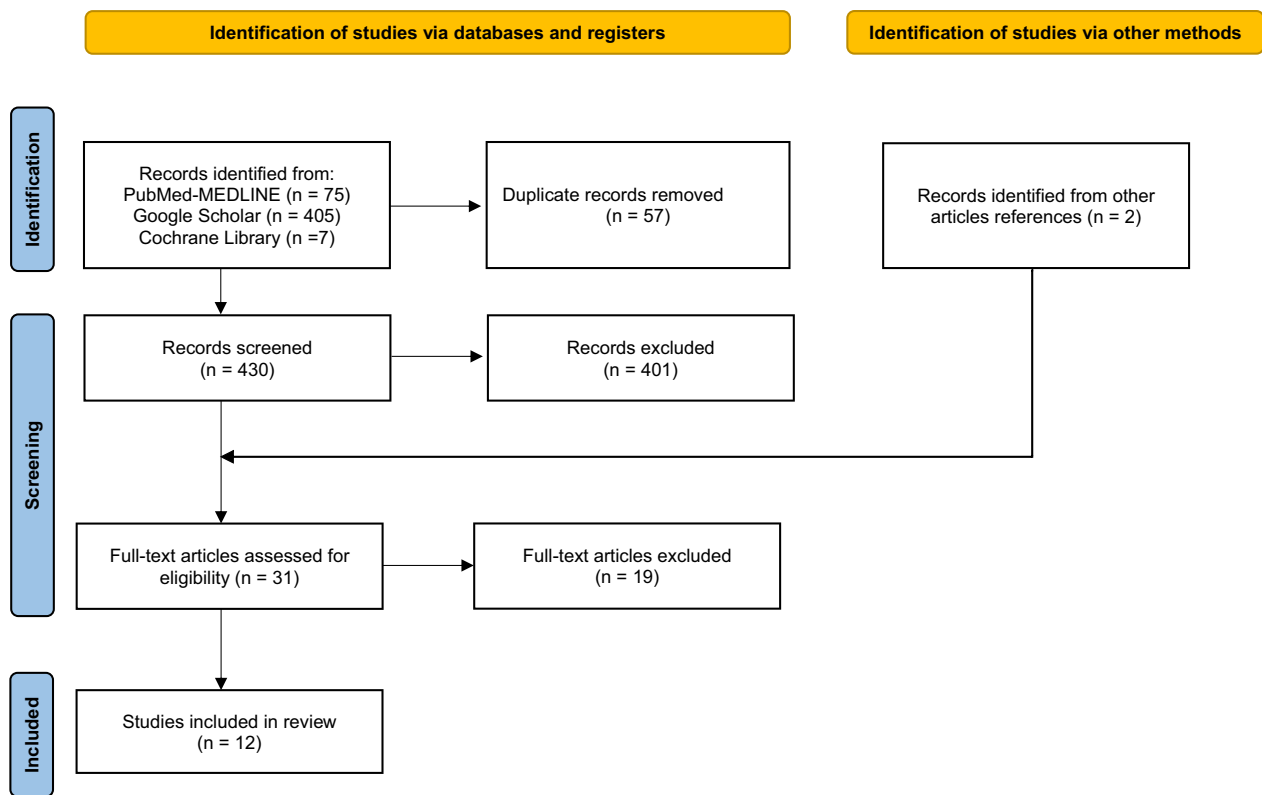 Identification of studies via databases and registers
Identification of studies via other methods
Identification
Records identified from:
PubMed-MEDLINE (n = 75)
Google Scholar (n = 405)
Cochrane Library (n =7)
Duplicate records removed
(n = 57)
Records identified from other
articles references (n = 2)
Screening
Records screened
(n = 430)
Records excluded
(n = 401)
Full-text articles assessed for
eligibility (n = 31)
Full-text articles excluded
(n = 19)
Included
Studies included in review
(n = 12)